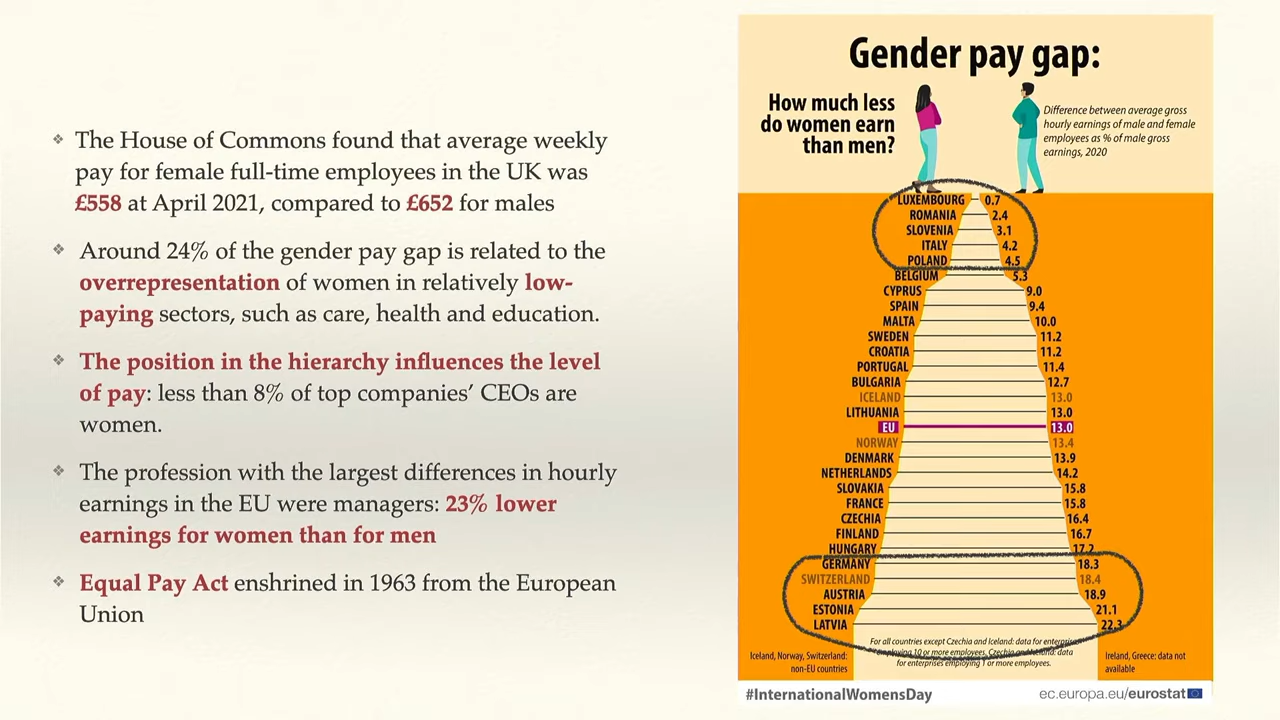 The House of Commons found that average weekly
pay for female full-time employees in the UK was
£558 at April 2021, compared to £652 for males
Around 24% of the gender pay gap is related to the
overrepresentation of women in relatively low-
paying sectors, such as care, health and education.
The position in the hierarchy influences the level
of pay: less than 8% of top companies’ CEOs are
women.
The profession with the largest differences in hourly
earnings in the EU were managers: 23% lower
earnings for women than for men
Equal Pay Act enshrined in 1963 from the European
Union
Gender pay gap:
How much less
do women earn
than men?
Difference between average gross
hourly earnings of male and female
employees as % of male gross
earnings, 2020
LUXEMBOURG 0.7
ROMANIA 2.4
SLOVENIA 3.1
ITALY 4.2
POLAND 4.5
BELGIUM 5.3
CYPRUS 9.0
SPAIN 9.4
MALTA 10.0
SWEDEN 11.2
CROATIA 11.2
PORTUGAL 11.4
BULGARIA 12.7
ICELAND 13.0
LITHUANIA 13.0
EU 13.0
NORWAY 13.4
DENMARK 13.9
NETHERLANDS 14.2
SLOVAKIA 15.8
FRANCE 15.8
CZECHIA 16.4
FINLAND 16.7
HUNGARY 17.2
GERMANY 18.3
SWITZERLAND 18.4
AUSTRIA 18.9
ESTONIA 21.1
LATVIA 22.3
For all countries except Czechia and Iceland: data for enterprises
employing 10 or more employees. Czechia and Iceland: data
for enterprises employing 1 or more employees.
Iceland, Norway, Switzerland:
non-EU countries
Ireland, Greece: data not
available
#InternationalWomensDay
ec.europa.eu/eurostat